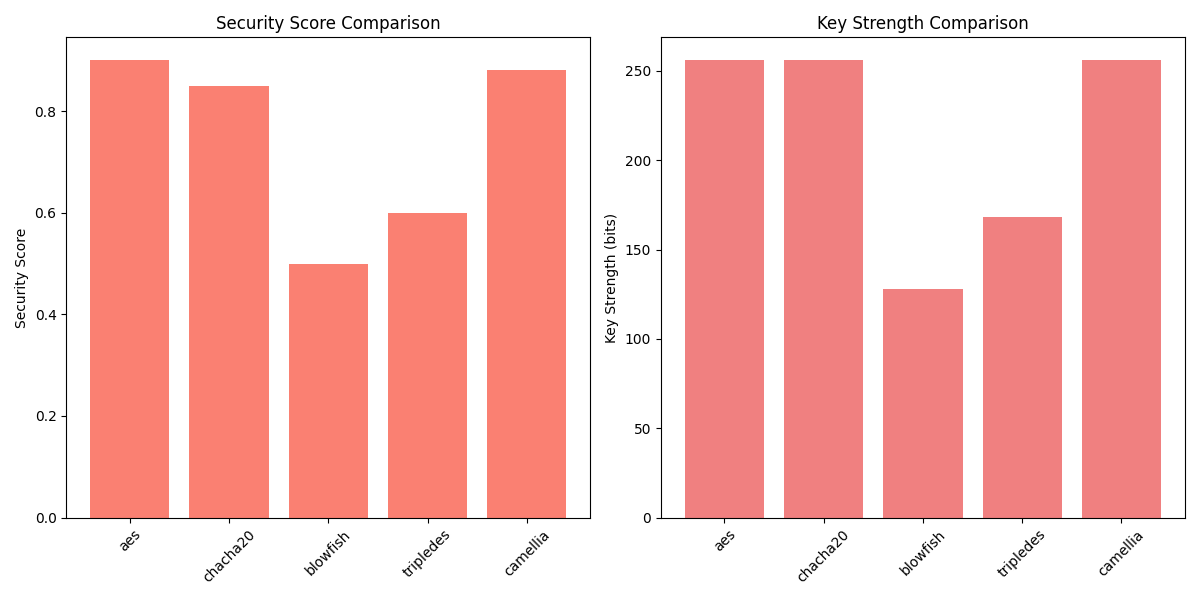 Security Score Comparison
Security Score
0.8
0.6
0.4
0.2
0.0
aes
chacha20
blowfish
tripledes
camellia
Key Strength Comparison
Key Strength (bits)
250
200
150
100
50
0
aes
chacha20
blowfish
tripledes
camellia